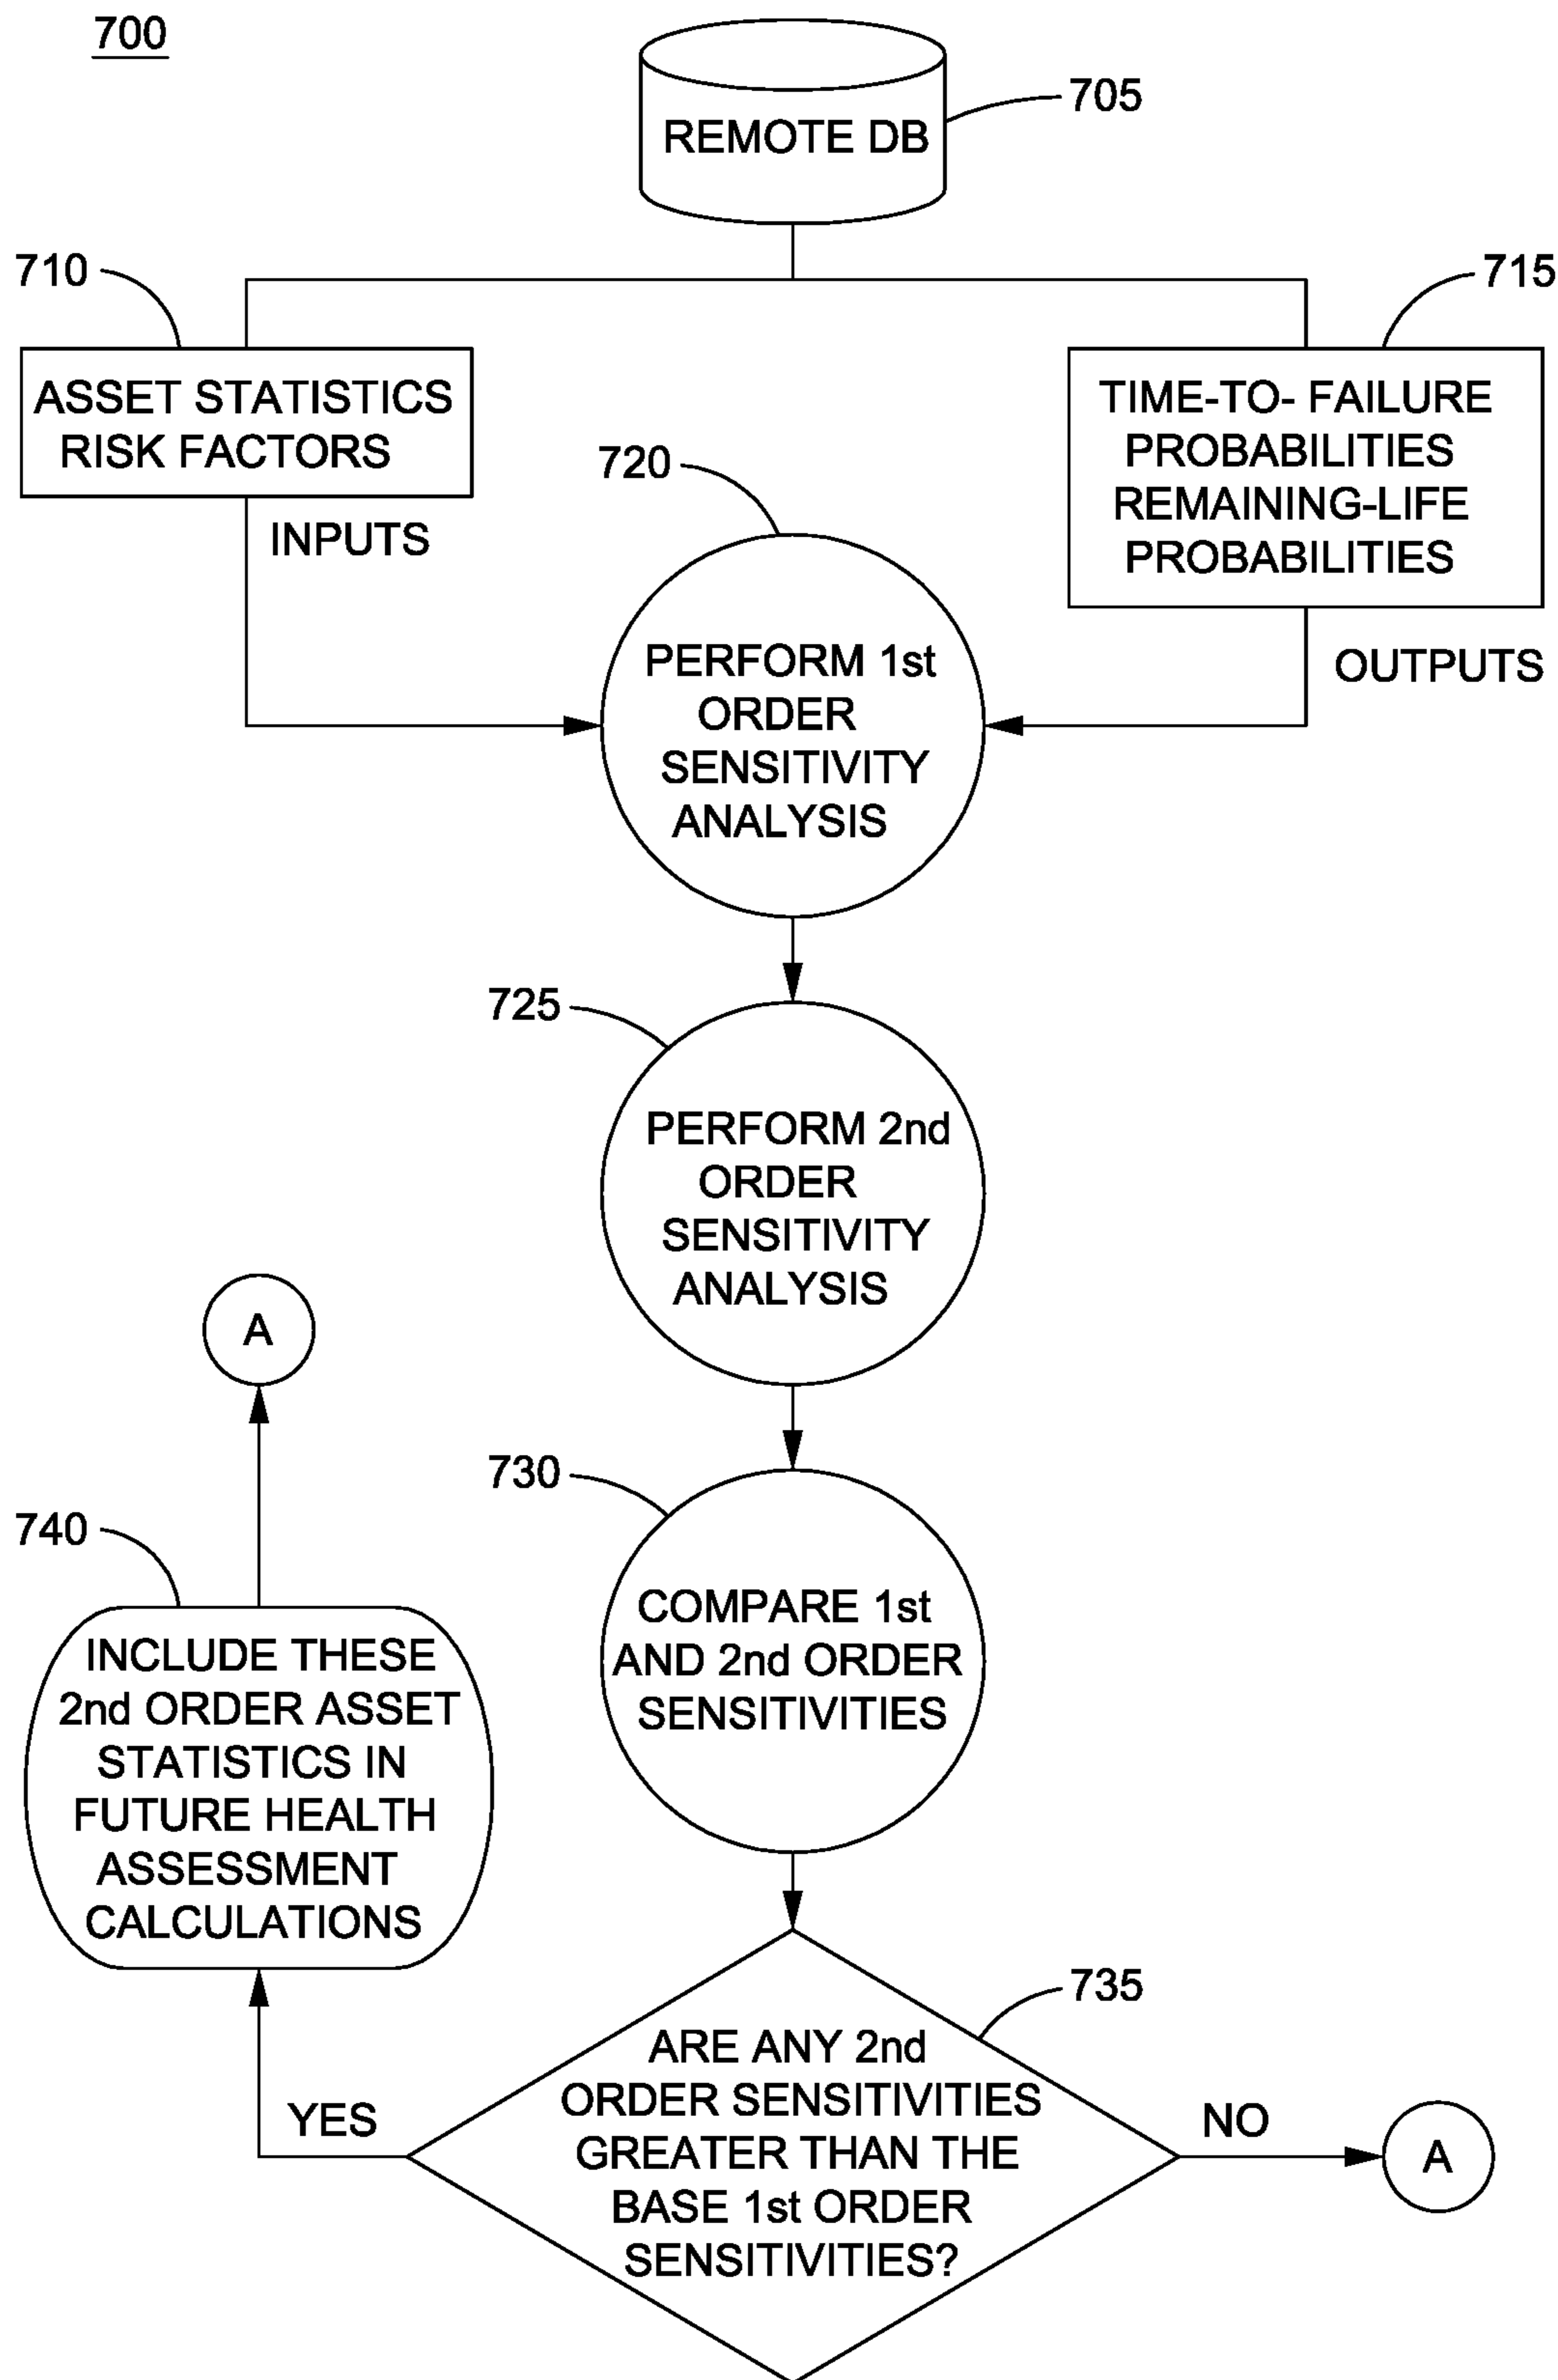 700
705
REMOTE DB
710
715
ASSET STATISTICS
RISK FACTORS
TIME-TO- FAILURE
PROBABILITIES
REMAINING-LIFE
PROBABILITIES
720
INPUTS
OUTPUTS
PERFORM 1st
ORDER
SENSITIVITY
ANALYSIS
725
PERFORM 2nd
ORDER
SENSITIVITY
ANALYSIS
A
730
740
COMPARE 1st
AND 2nd ORDER
SENSITIVITIES
INCLUDE THESE
2nd ORDER ASSET
STATISTICS IN
FUTURE HEALTH
ASSESSMENT
CALCULATIONS
735
ARE ANY 2nd
ORDER SENSITIVITIES
GREATER THAN THE
BASE 1st ORDER
SENSITIVITIES?
YES
NO
A